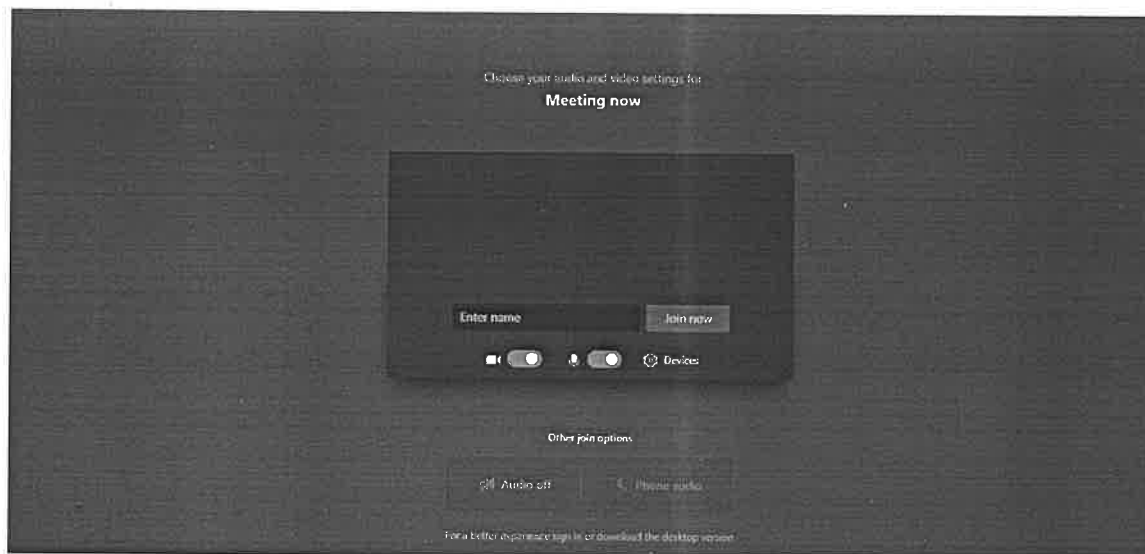 Choose your audio and video settings for
Meeting now
Enter name
Join now
Devices
Other join options
Audio off
Phone audio
For a better experience sign in or download the desktop version